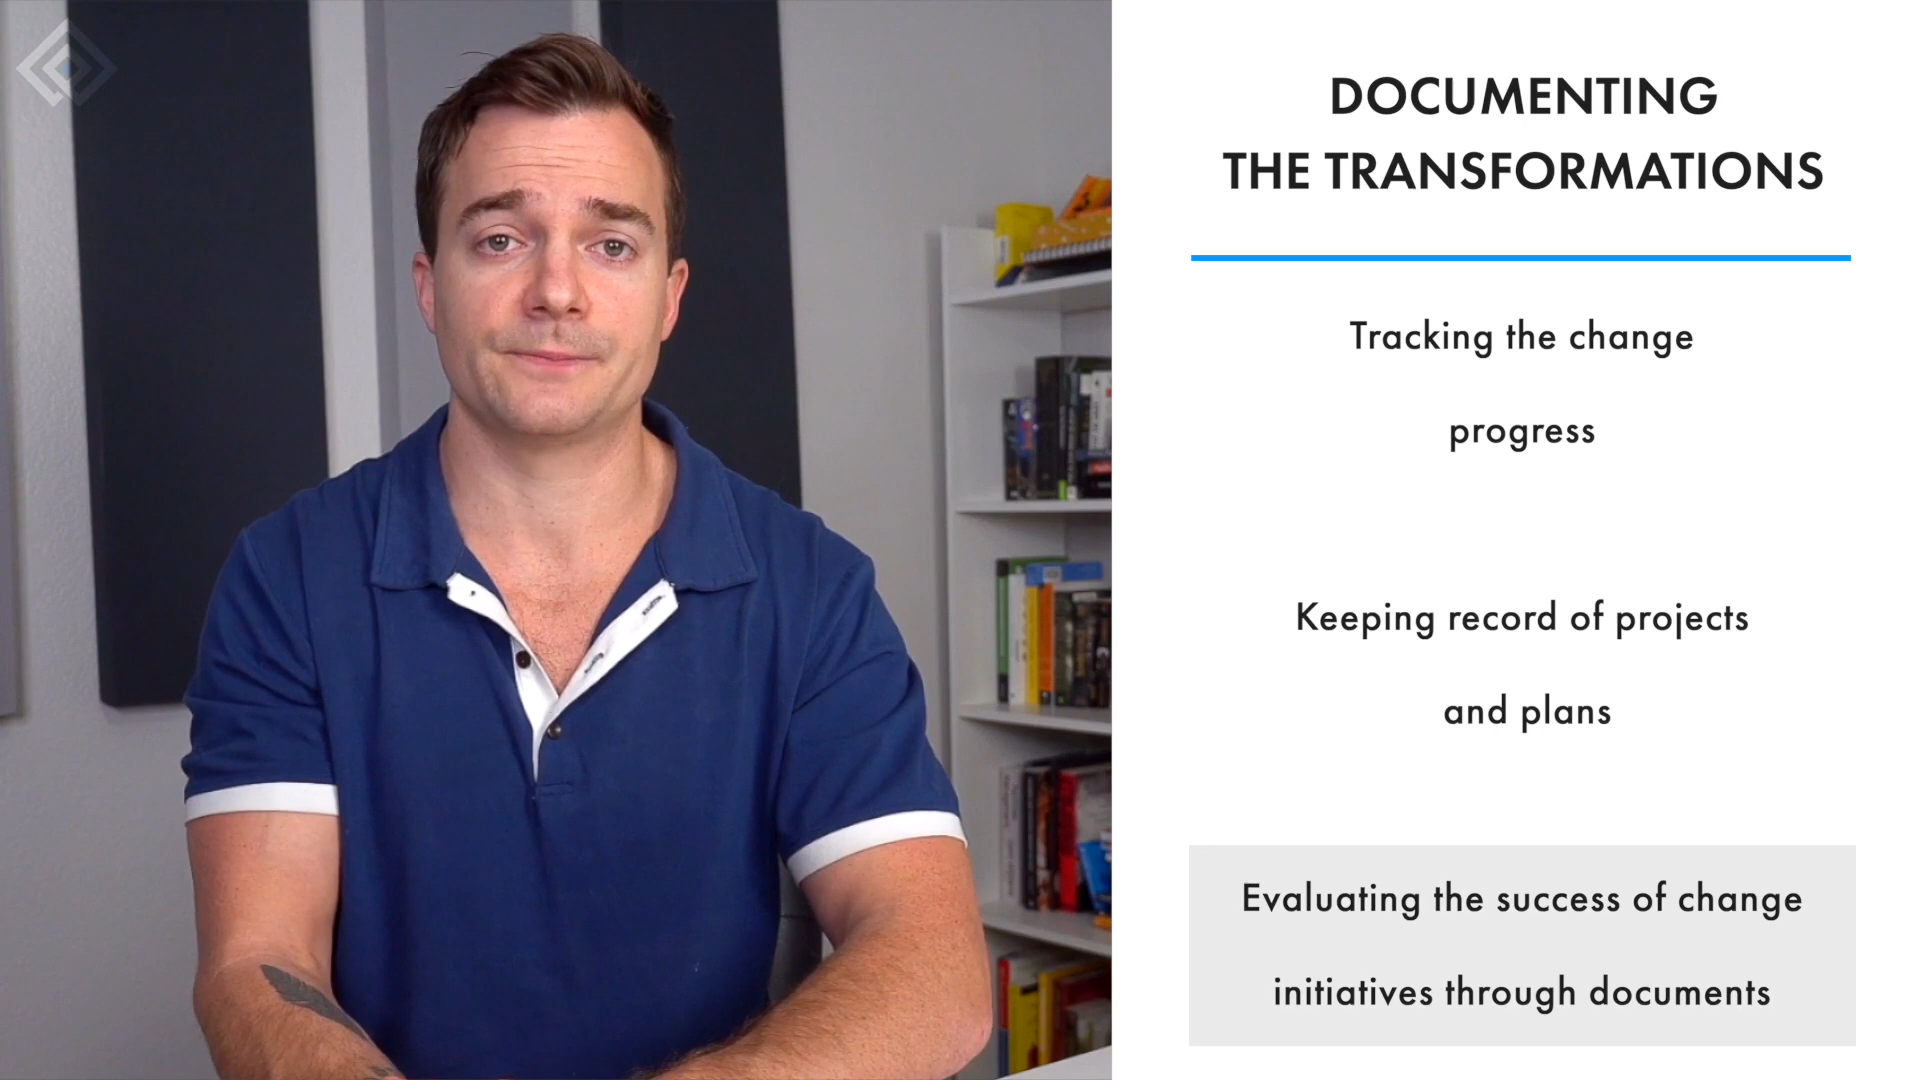 DOCUMENTING
THE TRANSFORMATIONS
Tracking the change
progress
Keeping record of projects
and plans
Evaluating the success of change
initiatives through documents